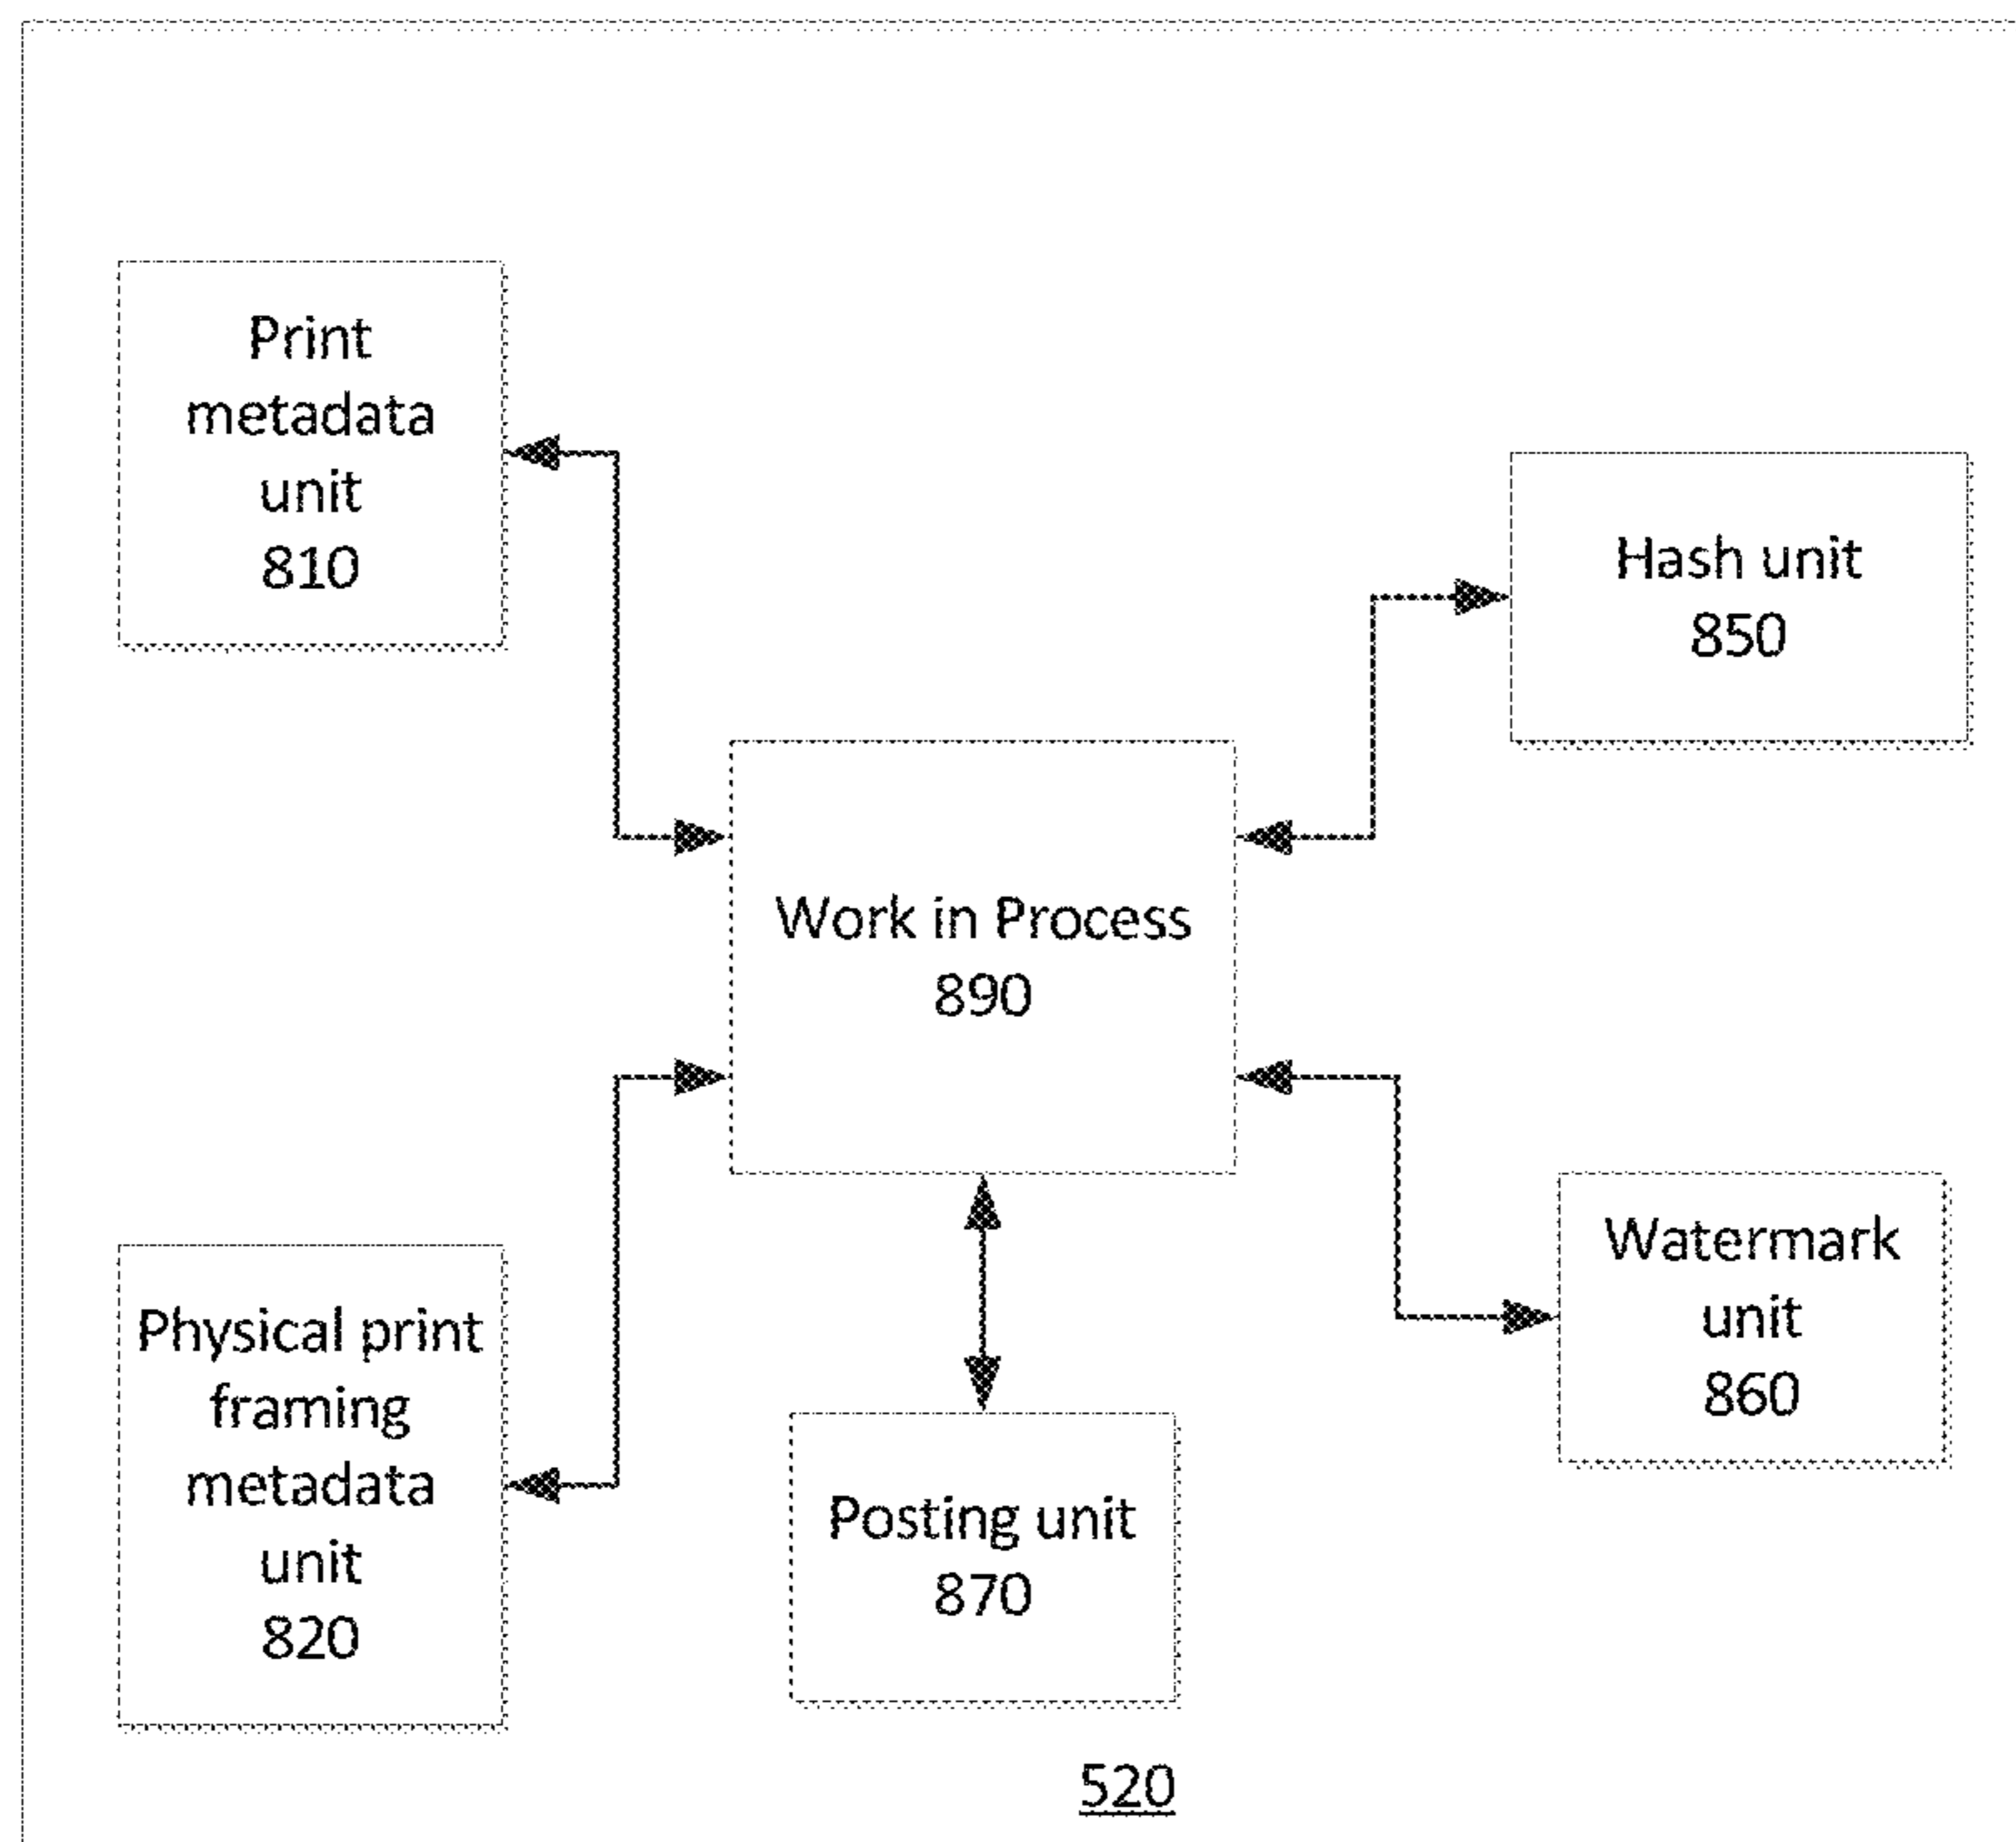 Print
metadata
unit
810
Hash unit
850
Work in Process
890
Physical print
framing
metadata
unit
820
Posting unit
870
Watermark
unit
860
520